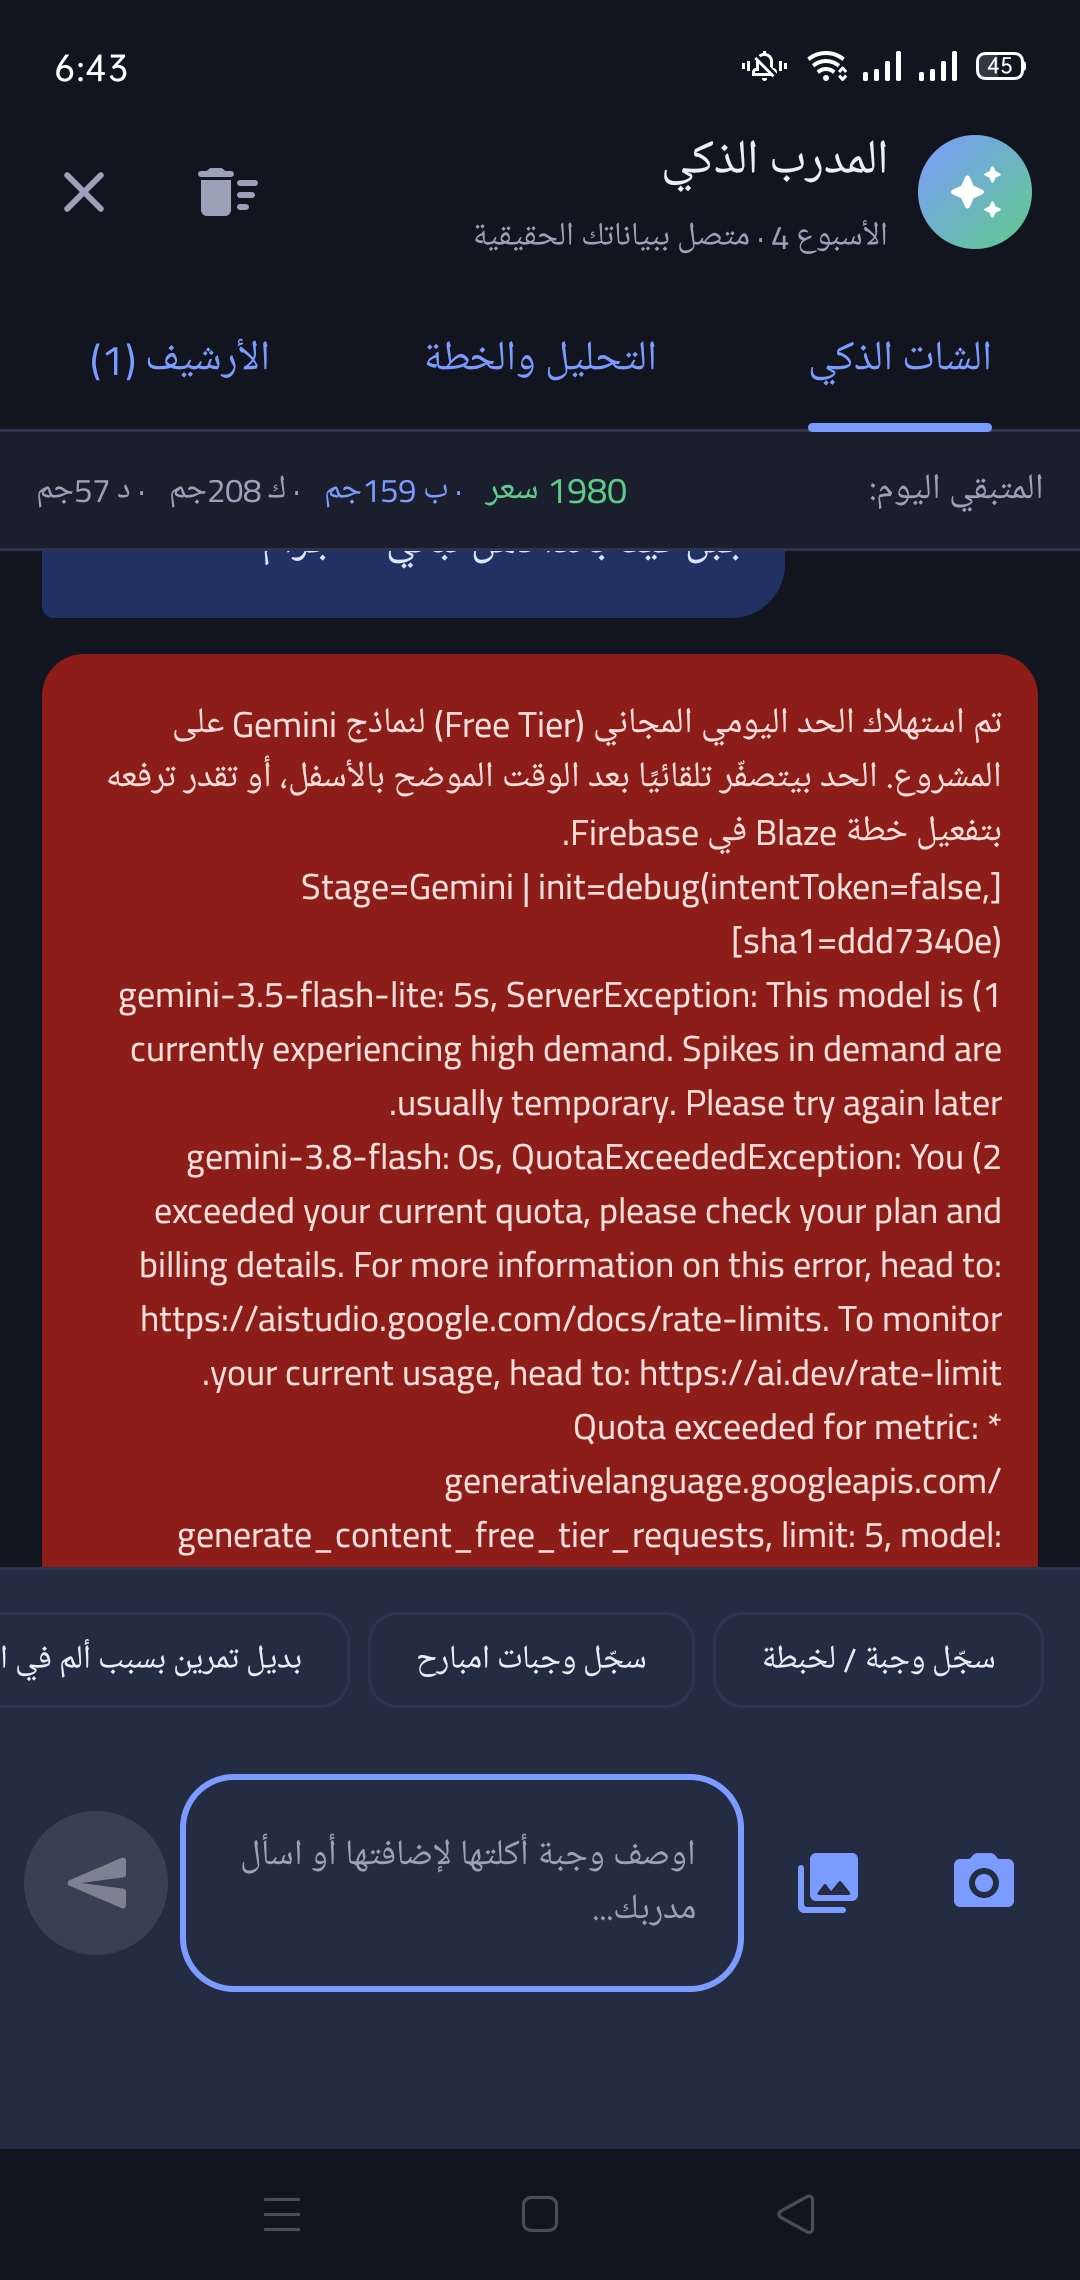 6:43
45
المدرب الذكي
الأسبوع 4 · متصل ببياناتك الحقيقية
الشات الذكي
التحليل والخطة
الأرشيف (1)
المتبقي اليوم:
1980 سعر
· ب 159جم
· ك 208جم
· د 57جم
تم استهلاك الحد اليومي المجاني (Free Tier) لنماذج Gemini على
المشروع. الحد بيتصفّر تلقائيًا بعد الوقت الموضح بالأسفل، أو تقدر ترفعه
بتفعيل خطة Blaze في Firebase.
[Stage=Gemini | init=debug(intentToken=false,
sha1=ddd7340e)]
1) gemini-3.5-flash-lite: 5s, ServerException: This model is
currently experiencing high demand. Spikes in demand are
usually temporary. Please try again later.
2) gemini-3.8-flash: 0s, QuotaExceededException: You
exceeded your current quota, please check your plan and
billing details. For more information on this error, head to:
https://aistudio.google.com/docs/rate-limits. To monitor
your current usage, head to: https://ai.dev/rate-limit.
* Quota exceeded for metric:
generativelanguage.googleapis.com/
generate_content_free_tier_requests, limit: 5, model:
سجّل وجبة / لخبطة
سجّل وجبات امبارح
بديل تمرين بسبب ألم في
اوصف وجبة أكلتها لإضافتها أو اسأل
مدربك...